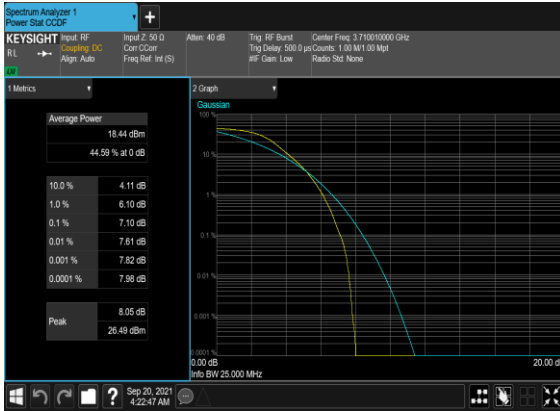 Spectrum Analyzer 1
Power Stat CCDF
KEYSIGHT
RL
Input: RF
Coupling: DC
Align: Auto
Input Z: 50 Ω
Corr CCorr
Freq Ref: Int (S)
Atten: 40 dB
Trig: RF Burst
Trig Delay: 500.0 µs
#IF Gain: Low
Center Freq: 3.710010000 GHz
Counts: 1.00 M/1.00 Mpt
Radio Std: None
1 Metrics
Average Power
18.44 dBm
44.59 % at 0 dB
10.0 % 4.11 dB
1.0 % 6.10 dB
0.1 % 7.10 dB
0.01 % 7.61 dB
0.001 % 7.82 dB
0.0001 % 7.98 dB
Peak
8.05 dB
26.49 dBm
2 Graph
Gaussian
100 %
10 %
1 %
0.1 %
0.01 %
0.001 %
0.0001 %
0.00 dB
20.00 d
Info BW 25.000 MHz
Sep 20, 2021
4:22:47 AM